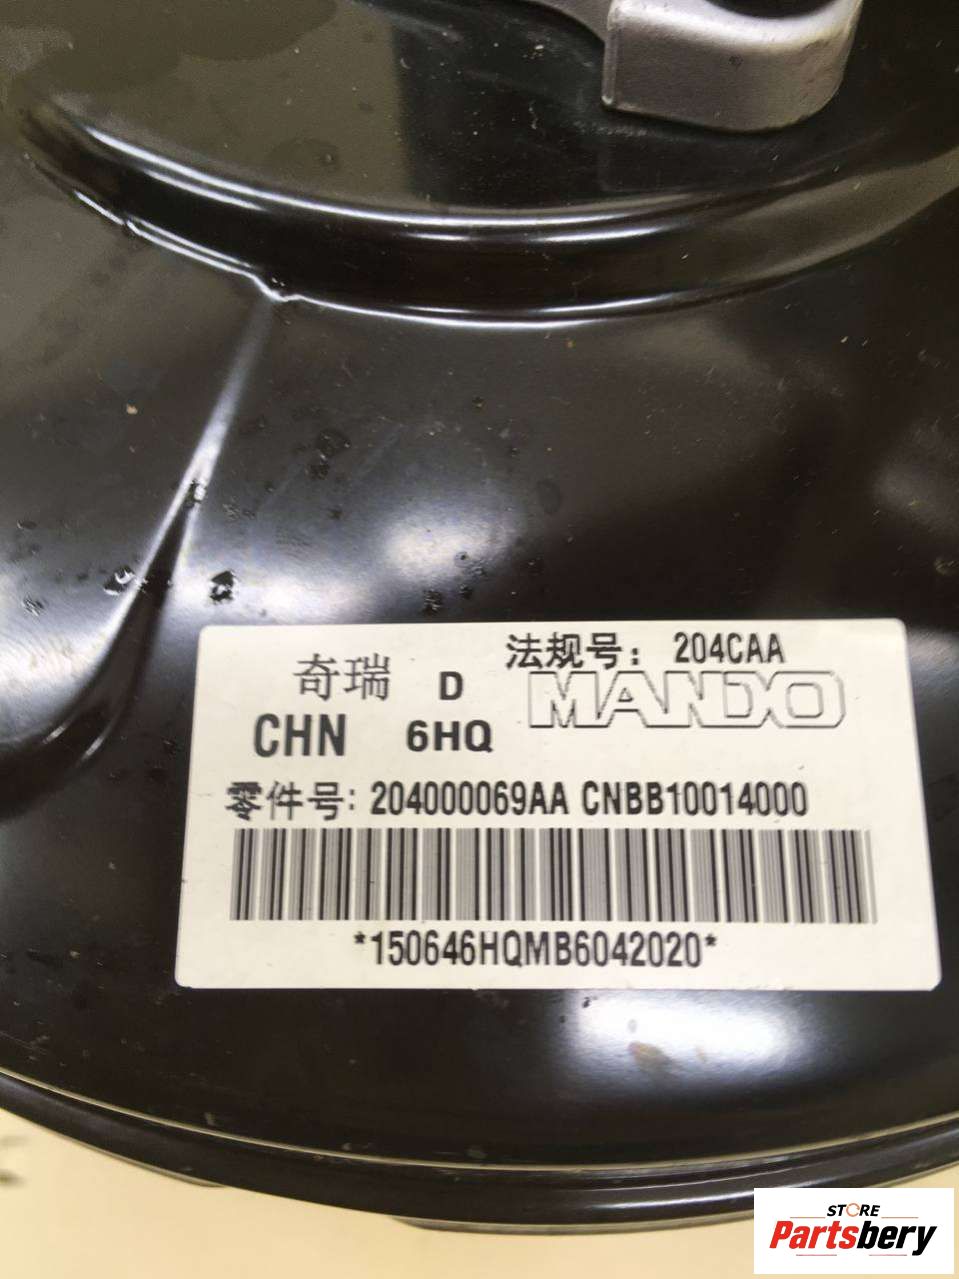 法规号: 204CAA
奇瑞 D MANDO
CHN 6HQ
零件号: 204000069AA CNBB10014000
*150646HQMB6042020*
STORE
Partsbery